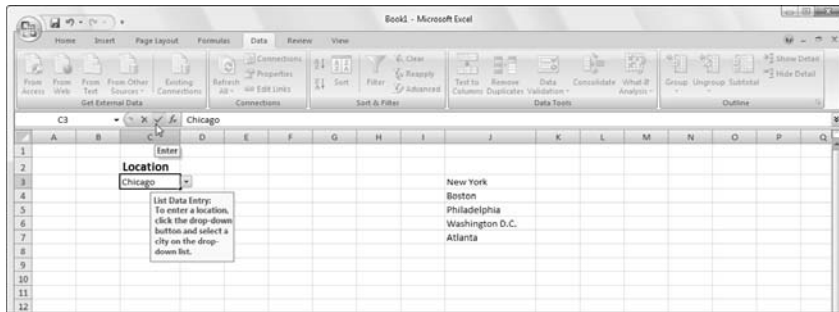 Book1 - Microsoft Excel
Home Insert Page Layout Formulas Data Review View
From Access From Web From Text From Other Sources Existing Connections Refresh All Connections Properties Edit Links Sort Filter Clear Reapply Advanced Text to Columns Remove Duplicates Data Validation Consolidate What-If Analysis Group Ungroup Subtotal Show Detail Hide Detail
Get External Data Connections Sort & Filter Data Tools Outline
C3 fx Chicago
A B C D E F G H I J K L M N O P Q
1 Enter
2 Location
3 Chicago New York
4 List Data Entry: Boston
5 To enter a location, Philadelphia
6 click the drop-down Washington D.C.
button and select a
7 city on the drop- Atlanta
8 down list.
9
10
11
12